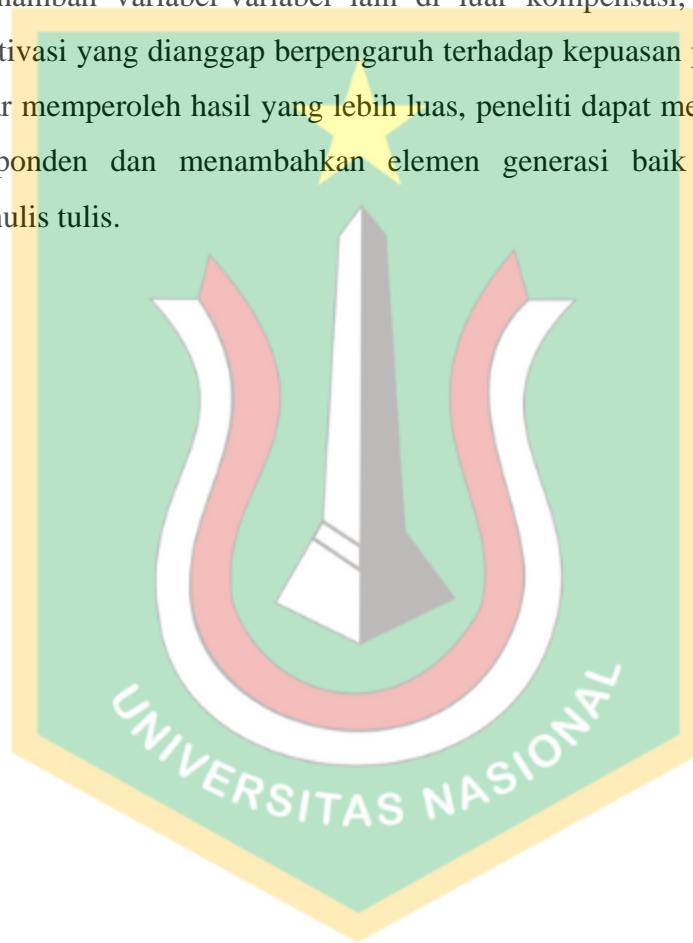 variabel-variabel lain di luar kompensasi,
tivasi yang dianggap berpengaruh terhadap kepuasan
r memperoleh hasil yang lebih luas, peneliti dapat me
ponden dan menambahkan elemen generasi baik
ulis tulis.
UNIVERSITAS NASIONAL